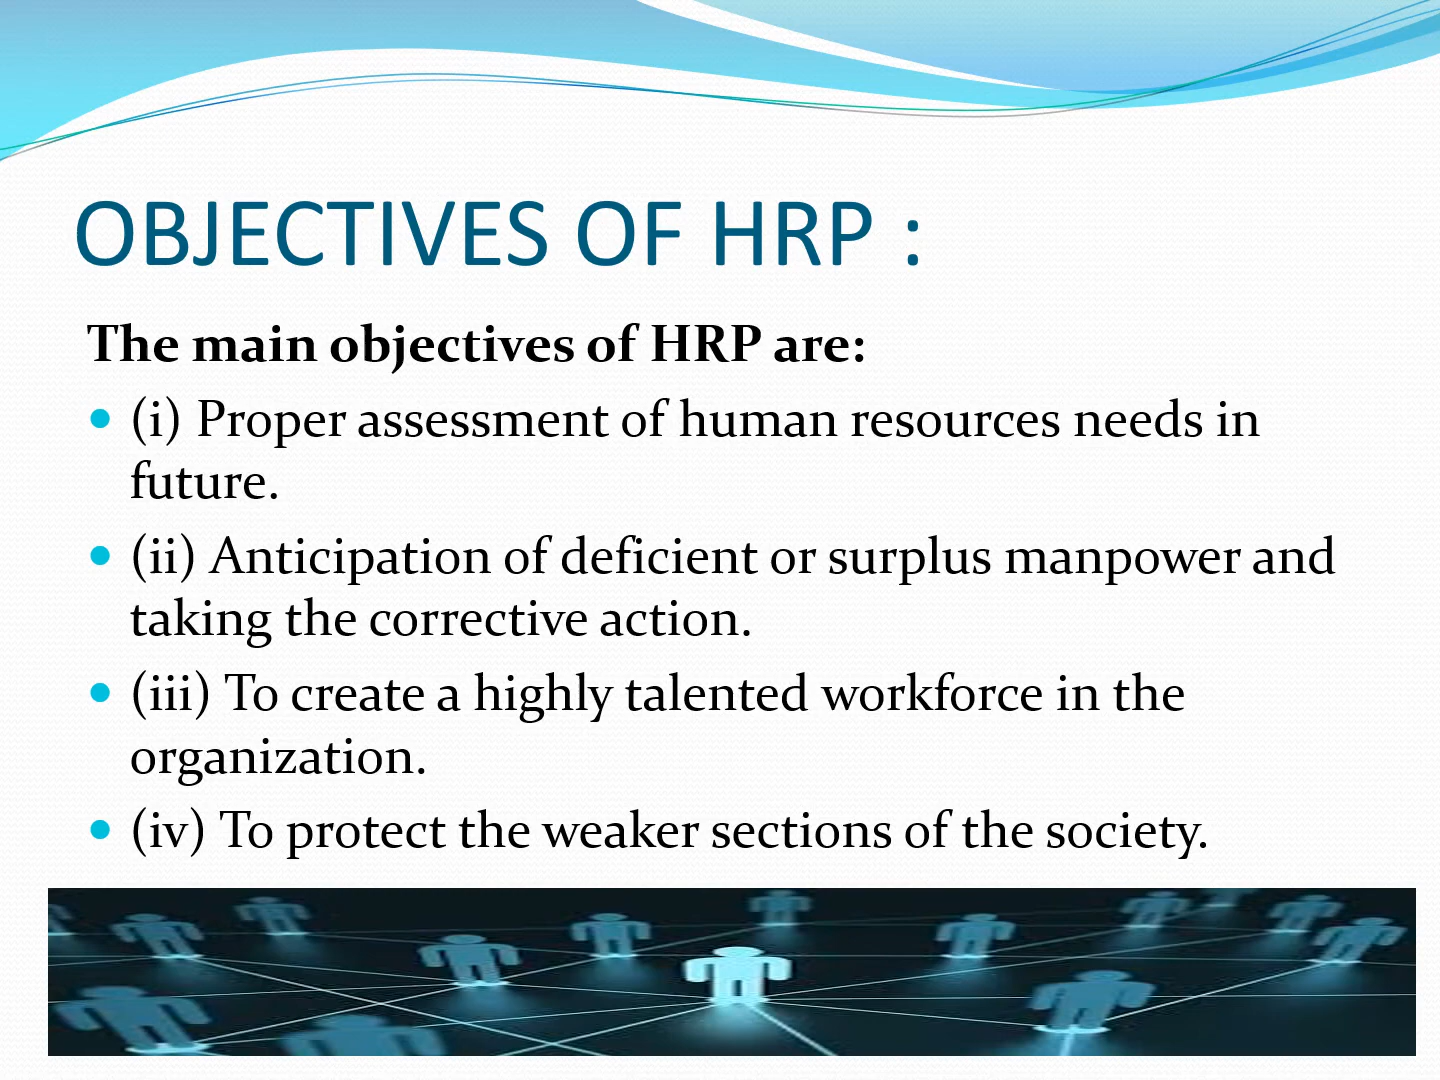 OBJECTIVES OF HRP :
The main objectives of HRP are:
• (i) Proper assessment of human resources needs in
future.
• (ii) Anticipation of deficient or surplus manpower and
taking the corrective action.
• (iii) To create a highly talented workforce in the
organization.
• (iv) To protect the weaker sections of the society.